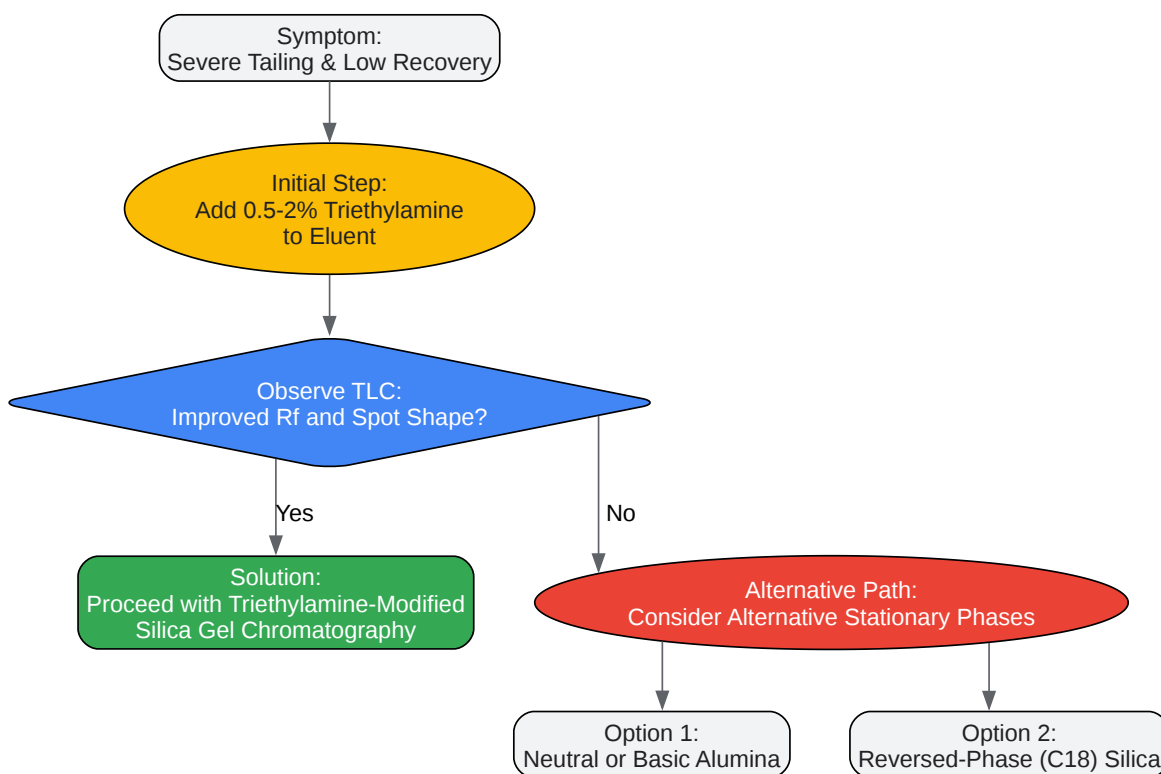 Symptom:
Severe Tailing & Low Recovery
Initial Step:
Add 0.5-2% Triethylamine
to Eluent
Observe TLC:
Improved Rf and Spot Shape?
Yes
No
Solution:
Proceed with Triethylamine-Modified
Silica Gel Chromatography
Alternative Path:
Consider Alternative Stationary Phases
Option 1:
Neutral or Basic Alumina
Option 2:
Reversed-Phase (C18) Silica